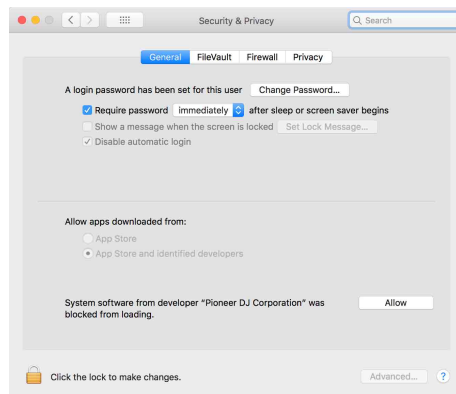 Security & Privacy
Search
General FileVault Firewall Privacy
A login password has been set for this user Change Password...
Require password immediately after sleep or screen saver begins
Show a message when the screen is locked Set Lock Message...
Disable automatic login
Allow apps downloaded from:
App Store
App Store and identified developers
System software from developer “Pioneer DJ Corporation” was Allow
blocked from loading.
Click the lock to make changes. Advanced... ?